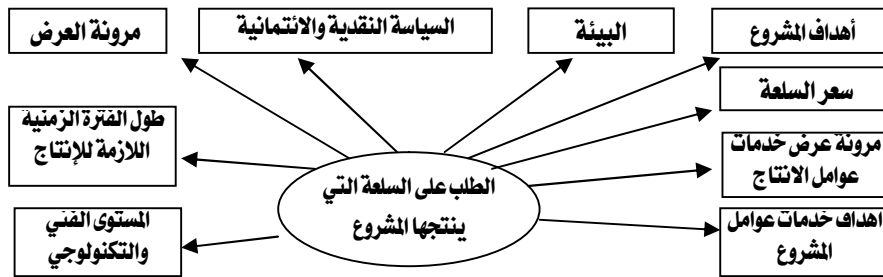 أهداف المشروع
البيئة
السياسة النقدية والائتمانية
مرونة العرض
سعر السلعة
طول الفترة الزمنية
اللازمة للإنتاج
مرونة عرض خدمات
عوامل الانتاج
الطلب على السلعة التي
ينتجها المشروع
المستوى الفني
والتكنولوجي
اهداف خدمات عوامل
المشروع